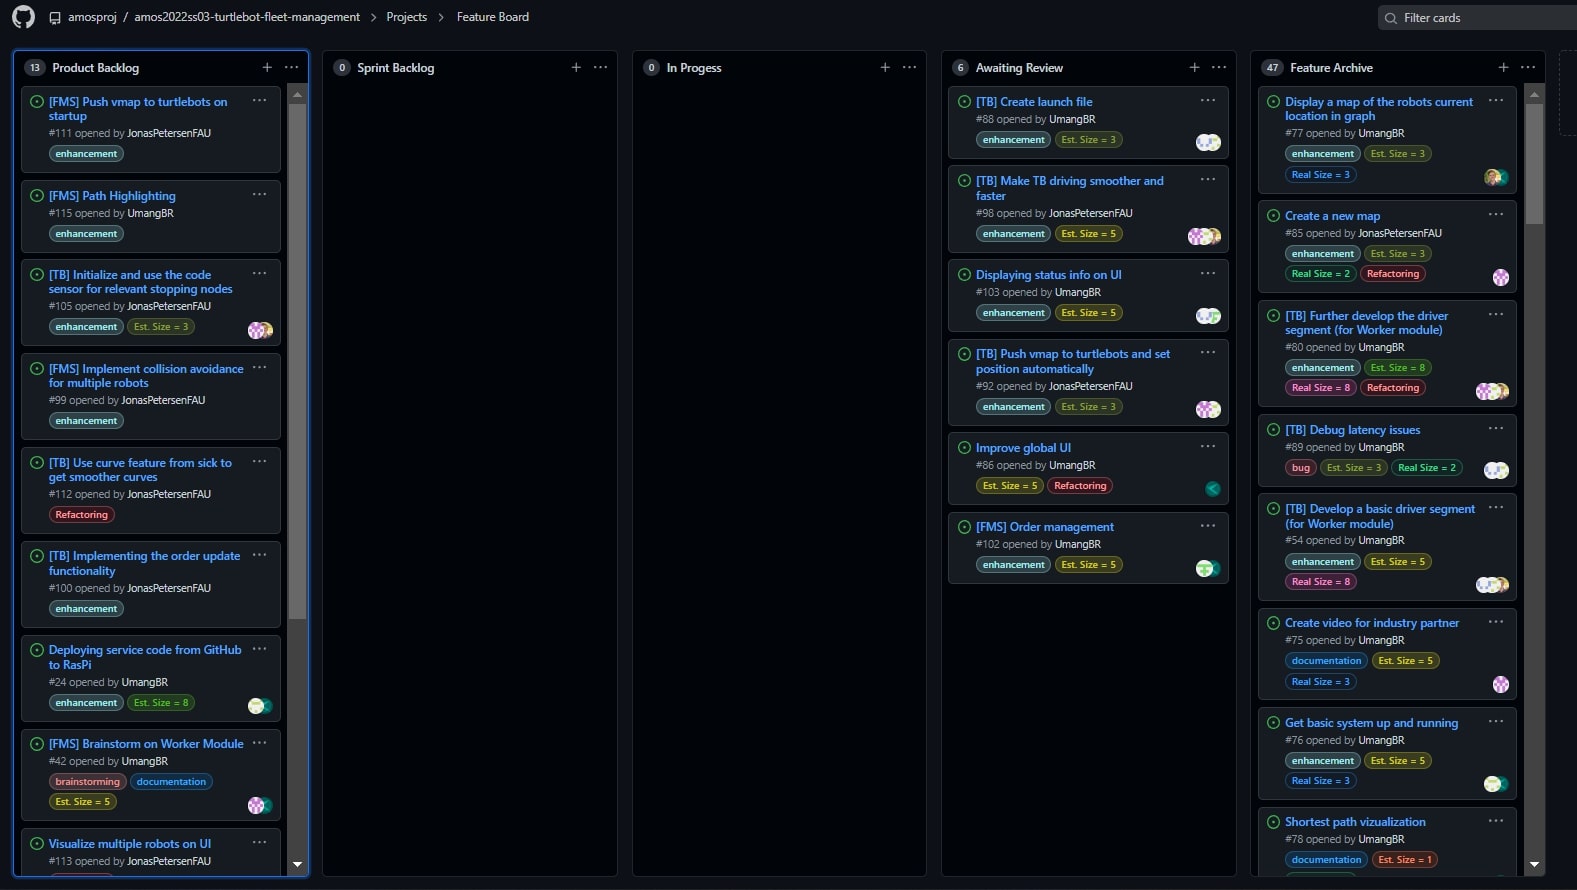 amosproj / amos2022ss03-turtlebot-fleet-management > Projects > Feature Board
Filter cards
13 Product Backlog
[FMS] Push vmap to turtlebots on
startup
#111 opened by JonasPetersenFAU
enhancement
[FMS] Path Highlighting
#115 opened by UmangBR
enhancement
[TB] Initialize and use the code
sensor for relevant stopping nodes
#105 opened by JonasPetersenFAU
enhancement Est. Size = 3
[FMS] Implement collision avoidance
for multiple robots
#99 opened by JonasPetersenFAU
enhancement
[TB] Use curve feature from sick to
get smoother curves
#112 opened by JonasPetersenFAU
Refactoring
[TB] Implementing the order update
functionality
#100 opened by JonasPetersenFAU
enhancement
Deploying service code from GitHub
to RasPi
#24 opened by UmangBR
enhancement Est. Size = 8
[FMS] Brainstorm on Worker Module
#42 opened by UmangBR
brainstorming documentation
Est. Size = 5
Visualize multiple robots on UI
#113 opened by JonasPetersenFAU
0 Sprint Backlog
0 In Progess
6 Awaiting Review
[TB] Create launch file
#88 opened by UmangBR
enhancement Est. Size = 3
[TB] Make TB driving smoother and
faster
#98 opened by JonasPetersenFAU
enhancement Est. Size = 5
Displaying status info on UI
#103 opened by UmangBR
enhancement Est. Size = 5
[TB] Push vmap to turtlebots and set
position automatically
#92 opened by JonasPetersenFAU
enhancement Est. Size = 3
Improve global UI
#86 opened by UmangBR
Est. Size = 5 Refactoring
[FMS] Order management
#102 opened by UmangBR
enhancement Est. Size = 5
47 Feature Archive
Display a map of the robots current
location in graph
#77 opened by UmangBR
enhancement Est. Size = 3
Real Size = 3
Create a new map
#85 opened by JonasPetersenFAU
enhancement Est. Size = 3
Real Size = 2 Refactoring
[TB] Further develop the driver
segment (for Worker module)
#80 opened by UmangBR
enhancement Est. Size = 8
Real Size = 8 Refactoring
[TB] Debug latency issues
#89 opened by UmangBR
bug Est. Size = 3 Real Size = 2
[TB] Develop a basic driver segment
(for Worker module)
#54 opened by UmangBR
enhancement Est. Size = 5
Real Size = 8
Create video for industry partner
#75 opened by UmangBR
documentation Est. Size = 5
Real Size = 3
Get basic system up and running
#76 opened by UmangBR
enhancement Est. Size = 5
Real Size = 3
Shortest path vizualization
#78 opened by UmangBR
documentation Est. Size = 1